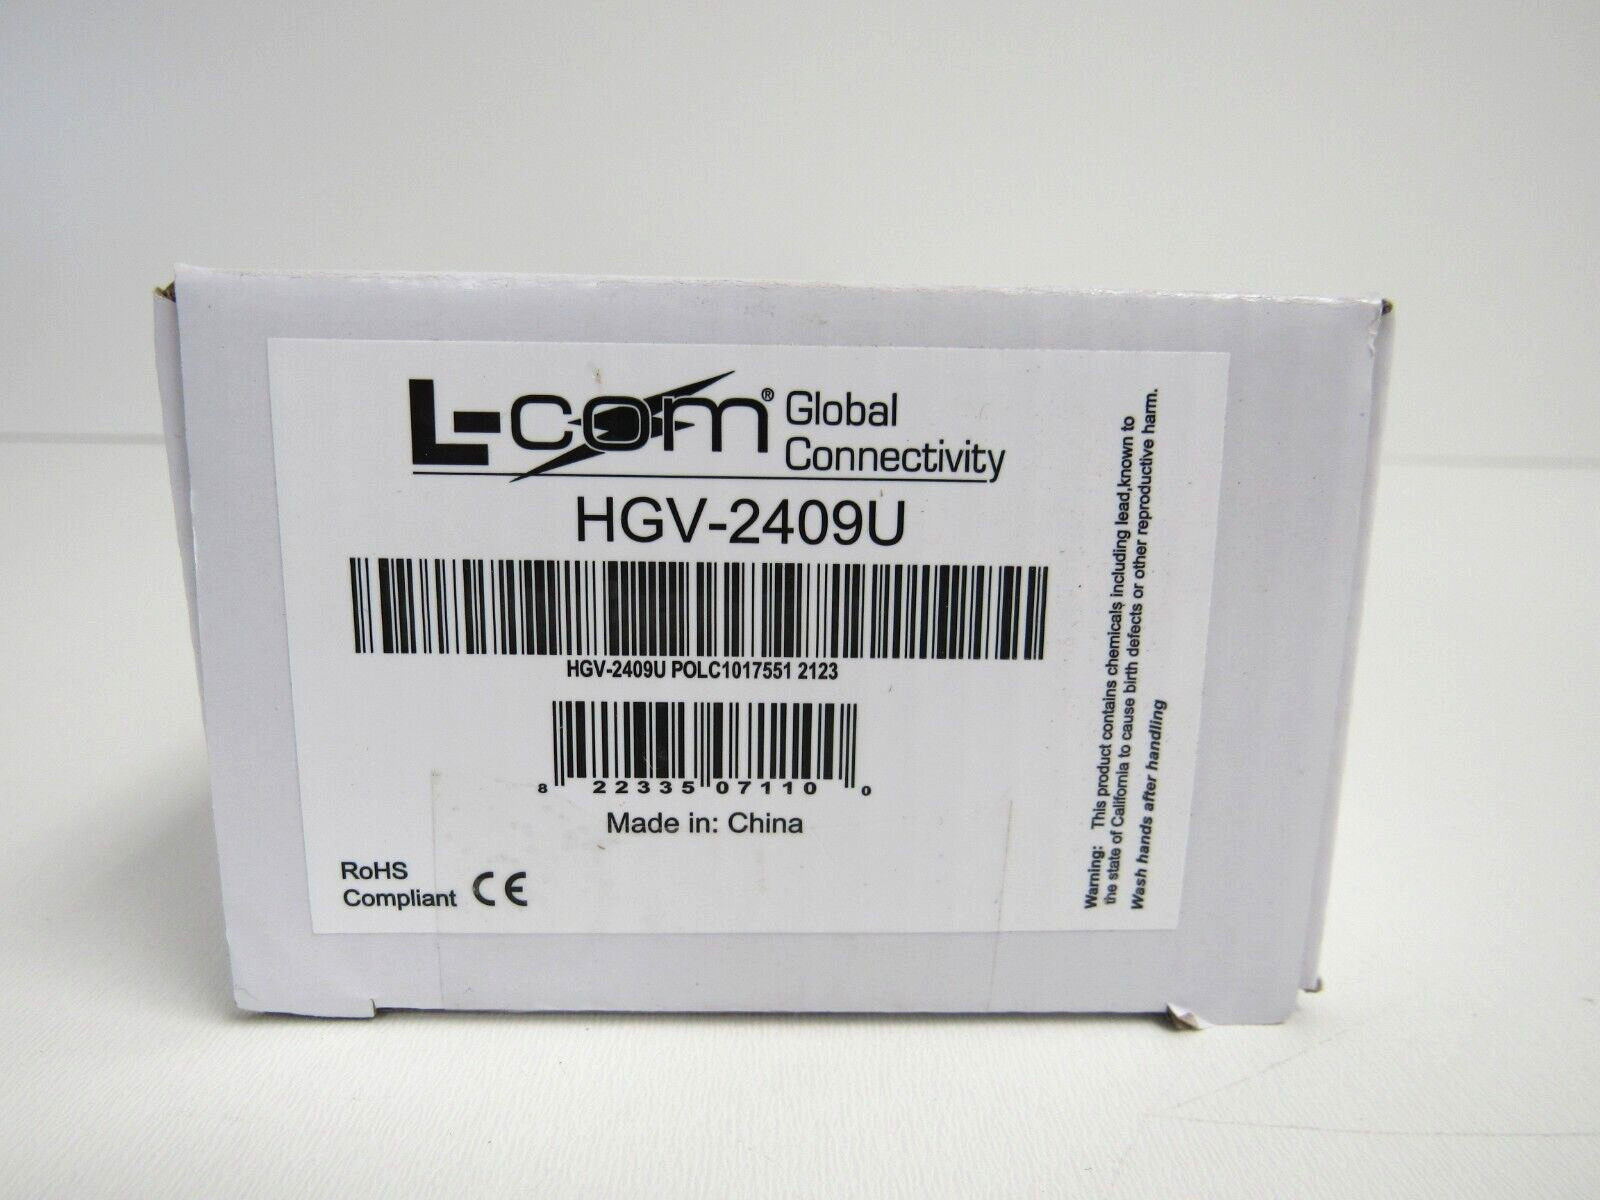 L-com® Global
Connectivity
HGV-2409U
HGV-2409U POLC1017551 2123
8 22335 07110 0
Made in: China
RoHS
Compliant CE
Warning: This product contains chemicals including lead,known to
the state of California to cause birth defects or other reproductive harm.
Wash hands after handling